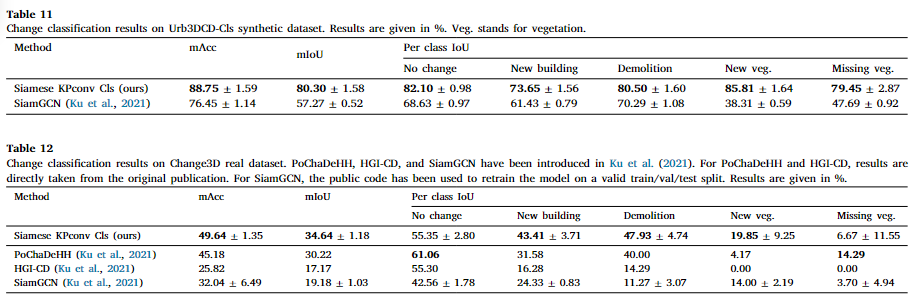 Table 11
Change classification results on Urb3DCD-Cls synthetic dataset. Results are given in %. Veg. stands for vegetation.
Method mAcc mIoU Per class IoU
No change New building Demolition New veg. Missing veg.
Siamese KPconv Cls (ours) 88.75 ± 1.59 80.30 ± 1.58 82.10 ± 0.98 73.65 ± 1.56 80.50 ± 1.60 85.81 ± 1.64 79.45 ± 2.87
SiamGCN (Ku et al., 2021) 76.45 ± 1.14 57.27 ± 0.52 68.63 ± 0.97 61.43 ± 0.79 70.29 ± 1.08 38.31 ± 0.59 47.69 ± 0.92
Table 12
Change classification results on Change3D real dataset. PoChaDeHH, HGI-CD, and SiamGCN have been introduced in Ku et al. (2021). For PoChaDeHH and HGI-CD, results are
directly taken from the original publication. For SiamGCN, the public code has been used to retrain the model on a valid train/val/test split. Results are given in %.
Method mAcc mIoU Per class IoU
No change New building Demolition New veg. Missing veg.
Siamese KPconv Cls (ours) 49.64 ± 1.35 34.64 ± 1.18 55.35 ± 2.80 43.41 ± 3.71 47.93 ± 4.74 19.85 ± 9.25 6.67 ± 11.55
PoChaDeHH (Ku et al., 2021) 45.18 30.22 61.06 31.58 40.00 4.17 14.29
HGI-CD (Ku et al., 2021) 25.82 17.17 55.30 16.28 14.29 0.00 0.00
SiamGCN (Ku et al., 2021) 32.04 ± 6.49 19.18 ± 1.03 42.56 ± 1.78 24.33 ± 0.83 11.27 ± 3.07 14.00 ± 2.19 3.70 ± 4.94